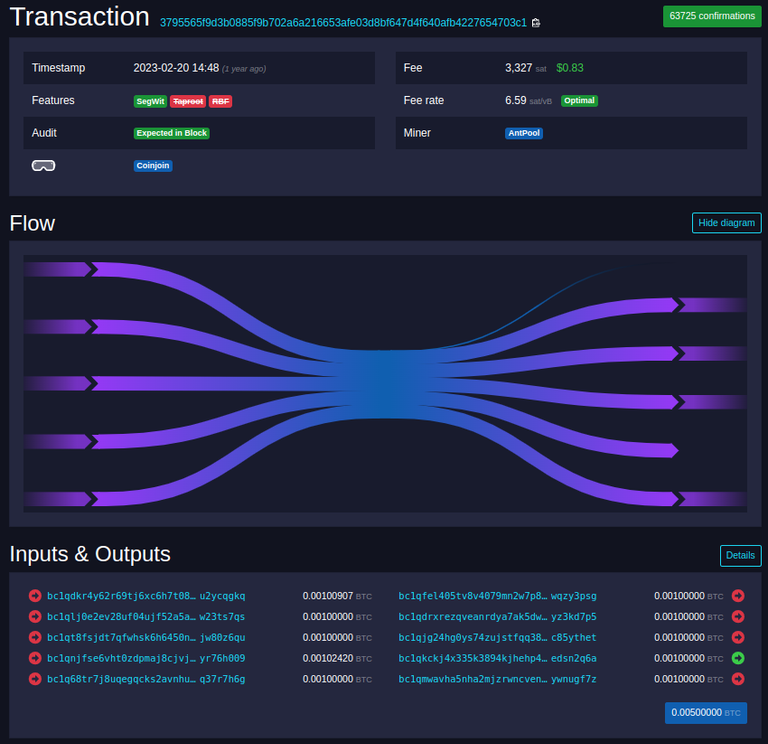 Transaction 3795565f9d3b0885f9b702a6a216653afe03d8bf647d4f640afb4227654703c1 63725 confirmations
Timestamp 2023-02-20 14:48 (1 year ago) Fee 3,327 sat $0.83
Features SegWit Taproot RBF Fee rate 6.59 sat/vB Optimal
Audit Expected in Block Miner AntPool
Coinjoin
Flow Hide diagram
Inputs & Outputs Details
bc1qdkr4y62r69tj6xc6h7t08… u2ycqgkq 0.00100907 BTC bc1qfel405tv8v4079mn2w7p8… wqzy3psg 0.00100000 BTC
bc1qlj0e2ev28uf04ujf52a5a… w23ts7qs 0.00100000 BTC bc1qdrxrezqveanrdya7ak5dw… yz3kd7p5 0.00100000 BTC
bc1qt8fsjdt7qfwhsk6h6450n… jw80z6qu 0.00100000 BTC bc1qjg24hg0ys74zujstfqq38… c85ythet 0.00100000 BTC
bc1qnjfse6vht0zdpmaj8cjvj… yr76h009 0.00102420 BTC bc1qkckj4x335k3894kjhehp4… edsn2q6a 0.00100000 BTC
bc1q68tr7j8uqegqcks2avnhu… q37r7h6g 0.00100000 BTC bc1qmwavha5nha2mjzrwncven… ywnugf7z 0.00100000 BTC
0.00500000 BTC